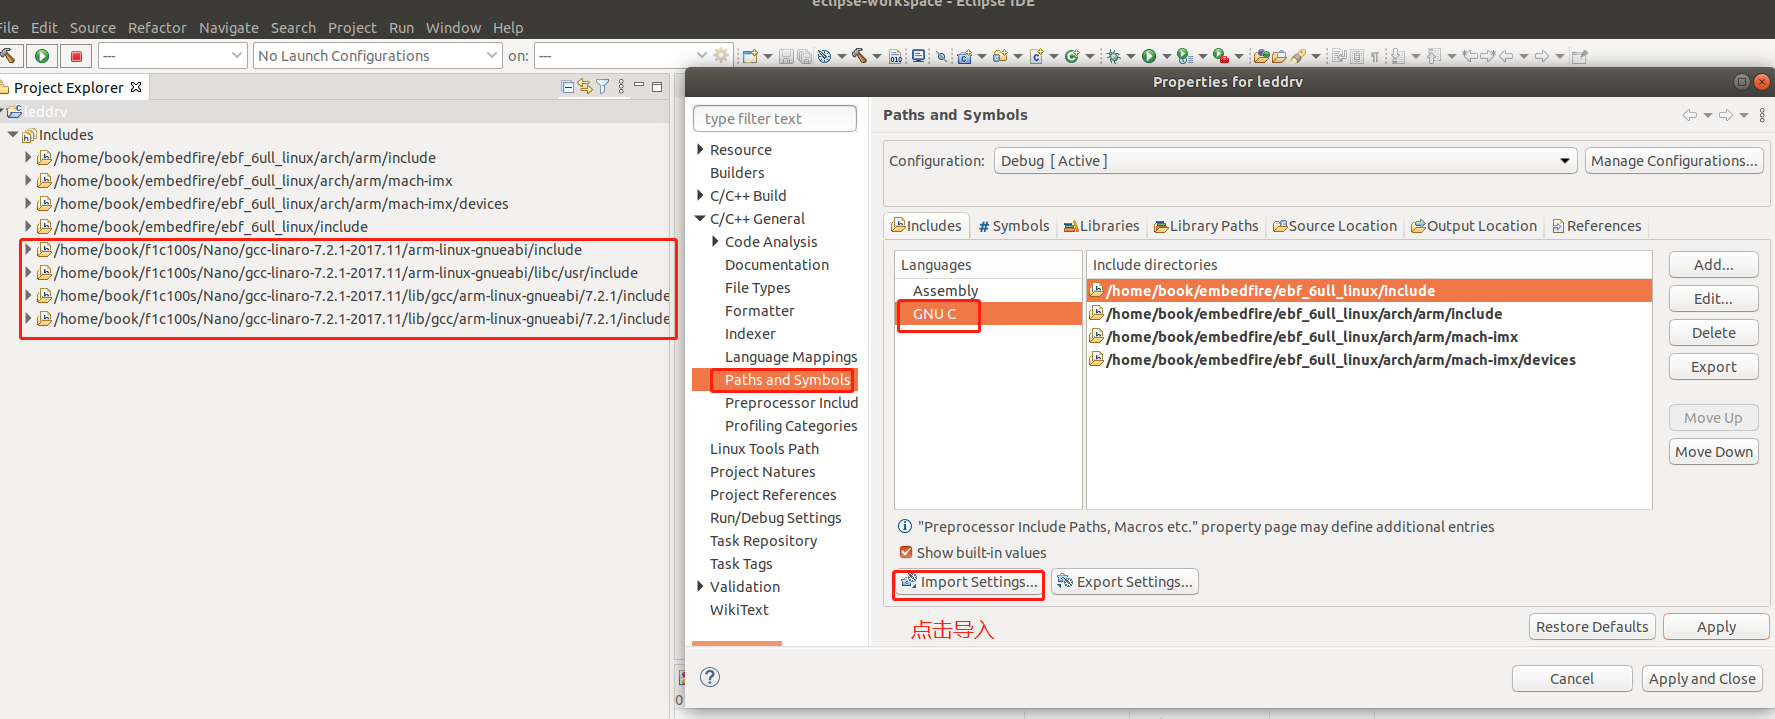 eclipse-workspace - Eclipse IDE
File Edit Source Refactor Navigate Search Project Run Window Help
--- No Launch Configurations on: ---
Project Explorer
leddrv
Includes
/home/book/embedfire/ebf_6ull_linux/arch/arm/include
/home/book/embedfire/ebf_6ull_linux/arch/arm/mach-imx
/home/book/embedfire/ebf_6ull_linux/arch/arm/mach-imx/devices
/home/book/embedfire/ebf_6ull_linux/include
/home/book/f1c100s/Nano/gcc-linaro-7.2.1-2017.11/arm-linux-gnueabi/include
/home/book/f1c100s/Nano/gcc-linaro-7.2.1-2017.11/arm-linux-gnueabi/libc/usr/include
/home/book/f1c100s/Nano/gcc-linaro-7.2.1-2017.11/lib/gcc/arm-linux-gnueabi/7.2.1/include
/home/book/f1c100s/Nano/gcc-linaro-7.2.1-2017.11/lib/gcc/arm-linux-gnueabi/7.2.1/include
Properties for leddrv
type filter text
Resource
Builders
C/C++ Build
C/C++ General
Code Analysis
Documentation
File Types
Formatter
Indexer
Language Mappings
Paths and Symbols
Preprocessor Includ
Profiling Categories
Linux Tools Path
Project Natures
Project References
Run/Debug Settings
Task Repository
Task Tags
Validation
WikiText
Paths and Symbols
Configuration: Debug [ Active ] Manage Configurations...
Includes # Symbols Libraries Library Paths Source Location Output Location References
Languages
Assembly
GNU C
Include directories
/home/book/embedfire/ebf_6ull_linux/include
/home/book/embedfire/ebf_6ull_linux/arch/arm/include
/home/book/embedfire/ebf_6ull_linux/arch/arm/mach-imx
/home/book/embedfire/ebf_6ull_linux/arch/arm/mach-imx/devices
Add...
Edit...
Delete
Export
Move Up
Move Down
"Preprocessor Include Paths, Macros etc." property page may define additional entries
Show built-in values
Import Settings... Export Settings...
点击导入
Restore Defaults Apply
Cancel Apply and Close
0